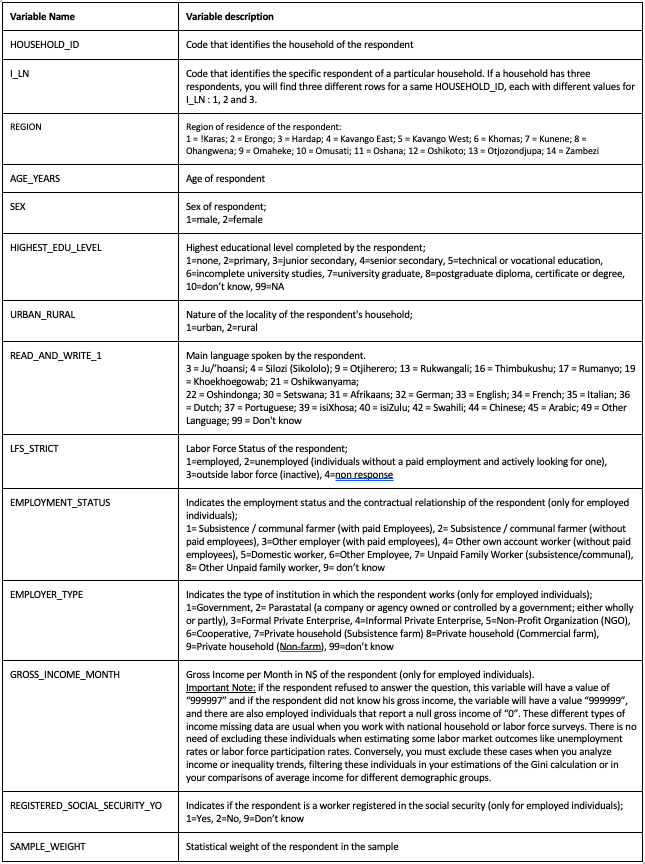 Variable Name
Variable description
HOUSEHOLD_ID
Code that identifies the household of the respondent
I_LN
Code that identifies the specific respondent of a particular household. If a household has three
respondents, you will find three different rows for a same HOUSEHOLD_ID, each with different values for
I_LN : 1, 2 and 3.
REGION
Region of residence of the respondent:
1 = !Karas; 2 = Erongo; 3 = Hardap; 4 = Kavango East; 5 = Kavango West; 6 = Khomas; 7 = Kunene; 8 =
Ohangwena; 9 = Omaheke; 10 = Omusati; 11 = Oshana; 12 = Oshikoto; 13 = Otjozondjupa; 14 = Zambezi
AGE_YEARS
Age of respondent
SEX
Sex of respondent;
1=male, 2=female
HIGHEST_EDU_LEVEL
Highest educational level completed by the respondent;
1=none, 2=primary, 3=junior secondary, 4=senior secondary, 5=technical or vocational education,
6=incomplete university studies, 7=university graduate, 8=postgraduate diploma, certificate or degree,
10=don't know, 99=NA
URBAN_RURAL
Nature of the locality of the respondent's household;
1=urban, 2=rural
READ_AND_WRITE_1
Main language spoken by the respondent.
3 = Ju/'hoansi; 4 = Silozi (Sikololo); 9 = Otjiherero; 13 = Rukwangali; 16 = Thimbukushu; 17 = Rumanyo; 19
= Khoekhoegowab; 21 = Oshikwanyama;
22 = Oshindonga; 30 = Setswana; 31 = Afrikaans; 32 = German; 33 = English; 34 = French; 35 = Italian; 36
= Dutch; 37 = Portuguese; 39 = isiXhosa; 40 = isiZulu; 42 = Swahili; 44 = Chinese; 45 = Arabic; 49 = Other
Language; 99 = Don't know
LFS_STRICT
Labor Force Status of the respondent;
1=employed, 2=unemployed (individuals without a paid employment and actively looking for one),
3=outside labor force (inactive), 4=non response
EMPLOYMENT_STATUS
Indicates the employment status and the contractual relationship of the respondent (only for employed
individuals);
1= Subsistence / communal farmer (with paid Employees), 2= Subsistence / communal farmer (without
paid employees), 3=Other employer (with paid employees), 4= Other own account worker (without paid
employees), 5=Domestic worker, 6=Other Employee, 7= Unpaid Family Worker (subsistence/communal),
8= Other Unpaid family worker, 9= don't know
EMPLOYER_TYPE
Indicates the type of institution in which the respondent works (only for employed individuals);
1=Government, 2= Parastatal (a company or agency owned or controlled by a government; either wholly
or partly), 3=Formal Private Enterprise, 4=Informal Private Enterprise, 5=Non-Profit Organization (NGO),
6=Cooperative, 7=Private household (Subsistence farm) 8=Private household (Commercial farm),
9=Private household (Non-farm), 99=don't know
GROSS_INCOME_MONTH
Gross Income per Month in N$ of the respondent (only for employed individuals).
Important Note: if the respondent refused to answer the question, this variable will have a value of
"999997" and if the respondent did not know his gross income, the variable will have a value "999999",
and there are also employed individuals that report a null gross income of "0". These different types of
income missing data are usual when you work with national household or labor force surveys. There is no
need of excluding these individuals when estimating some labor market outcomes like unemployment
rates or labor force participation rates. Conversely, you must exclude these cases when you analyze
income or inequality trends, filtering these individuals in your estimations of the Gini calculation or in
your comparisons of average income for different demographic groups.
REGISTERED_SOCIAL_SECURITY_YO
Indicates if the respondent is a worker registered in the social security (only for employed individuals);
1=Yes, 2=No, 9=Don't know
SAMPLE_WEIGHT
Statistical weight of the respondent in the sample